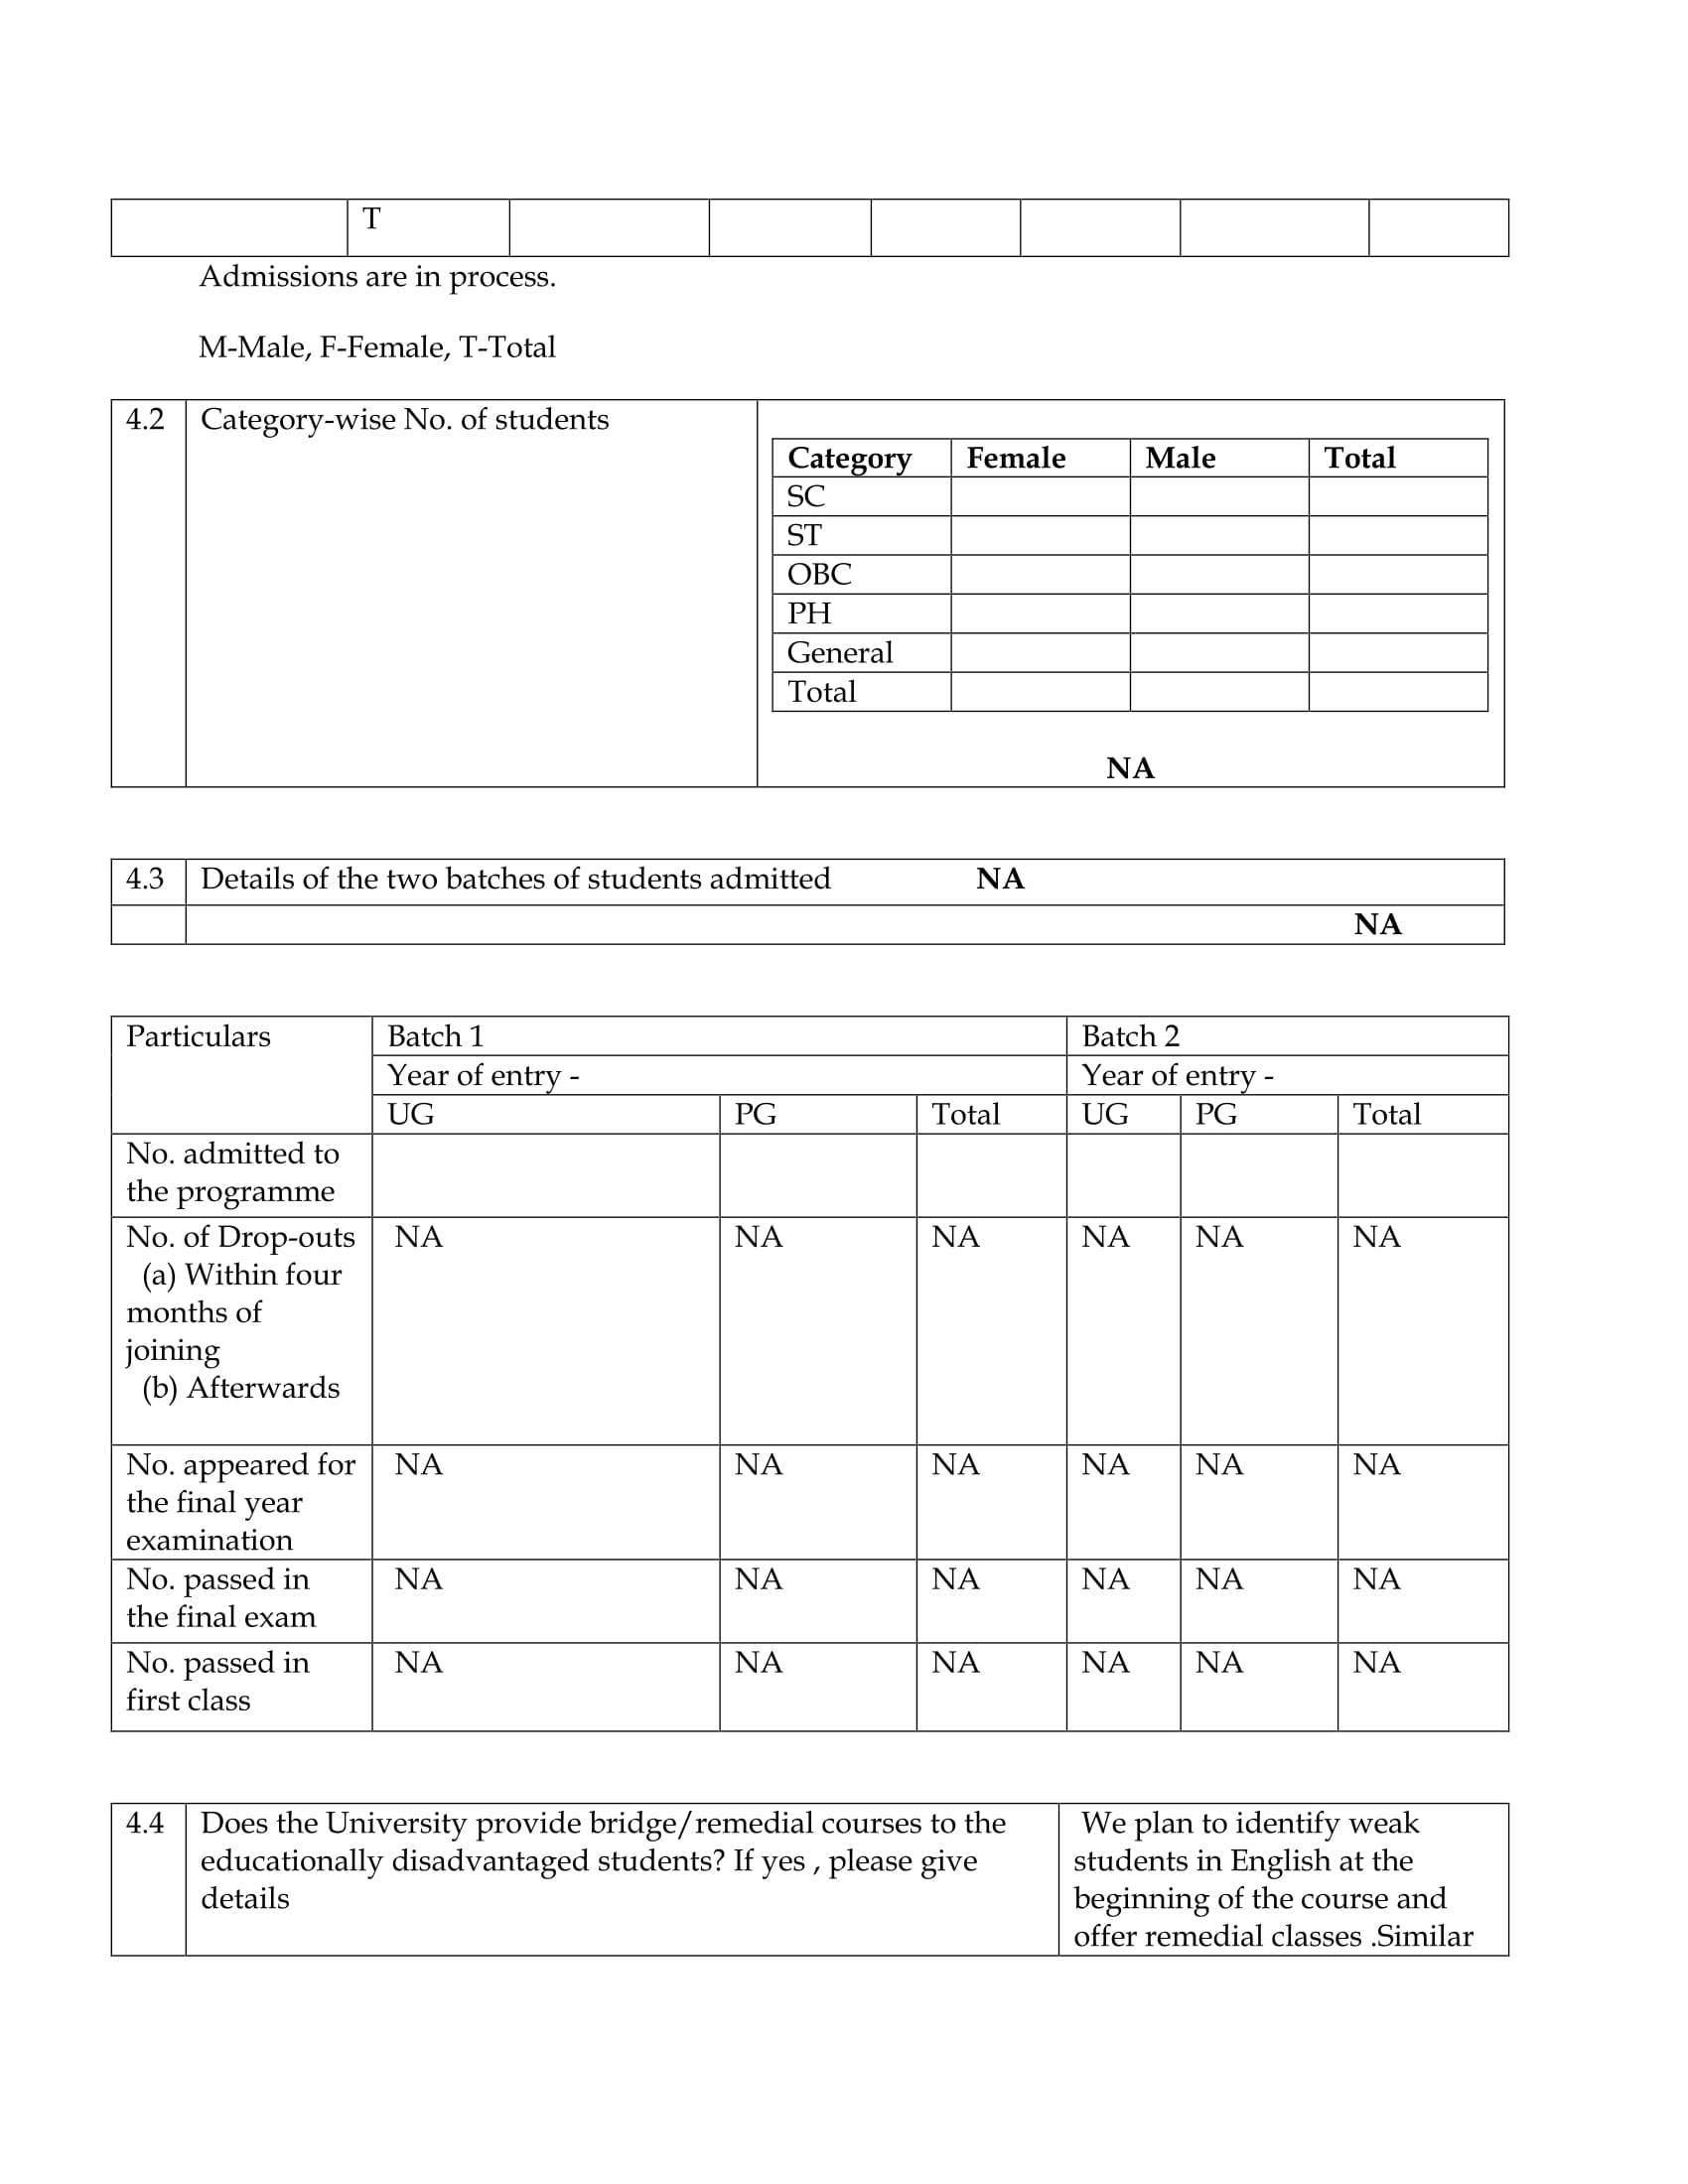 T
Admissions are in process.
M-Male, F-Female, T-Total
4.2 Category-wise No. of students
Category Female Male Total
SC
ST
OBC
PH
General
Total
NA
4.3 Details of the two batches of students admitted NA
NA
Particulars Batch 1 Batch 2
Year of entry - Year of entry -
UG PG Total UG PG Total
No. admitted to
the programme
No. of Drop-outs NA NA NA NA NA NA
(a) Within four
months of
joining
(b) Afterwards
No. appeared for NA NA NA NA NA NA
the final year
examination
No. passed in NA NA NA NA NA NA
the final exam
No. passed in NA NA NA NA NA NA
first class
4.4 Does the University provide bridge/remedial courses to the
educationally disadvantaged students? If yes , please give
details
We plan to identify weak
students in English at the
beginning of the course and
offer remedial classes .Similar